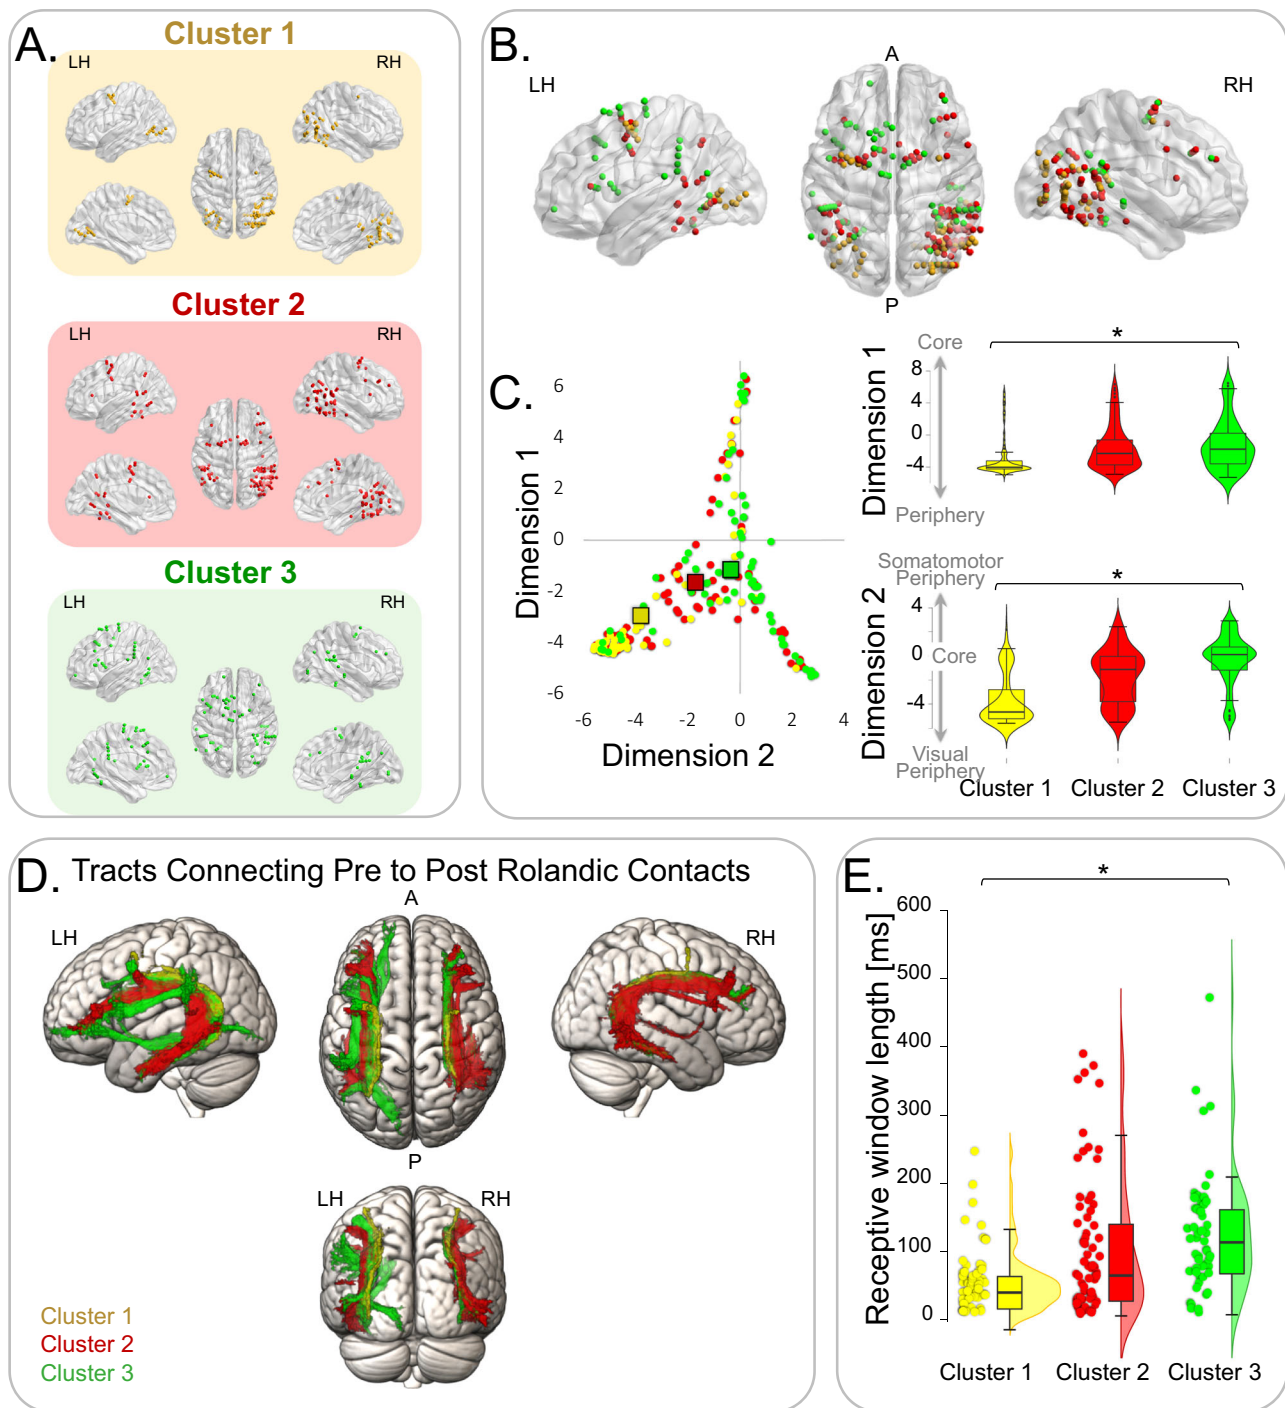 A.
Cluster 1
LH
RH
Cluster 2
LH
RH
Cluster 3
LH
RH
B.
A
LH
RH
P
C.
Dimension 1
6
4
2
0
-2
-4
-6
-6 -4 -2 0 2 4
Dimension 2
Dimension 1
Core
8
4
0
-4
Periphery
*
Dimension 2
Somatomotor
Periphery
4
0
Core
-4
Visual
Periphery
*
Cluster 1 Cluster 2 Cluster 3
D. Tracts Connecting Pre to Post Rolandic Contacts
A
LH
RH
P
LH
RH
Cluster 1
Cluster 2
Cluster 3
E.
*
Receptive window length [ms]
600
500
400
300
200
100
0
Cluster 1 Cluster 2 Cluster 3